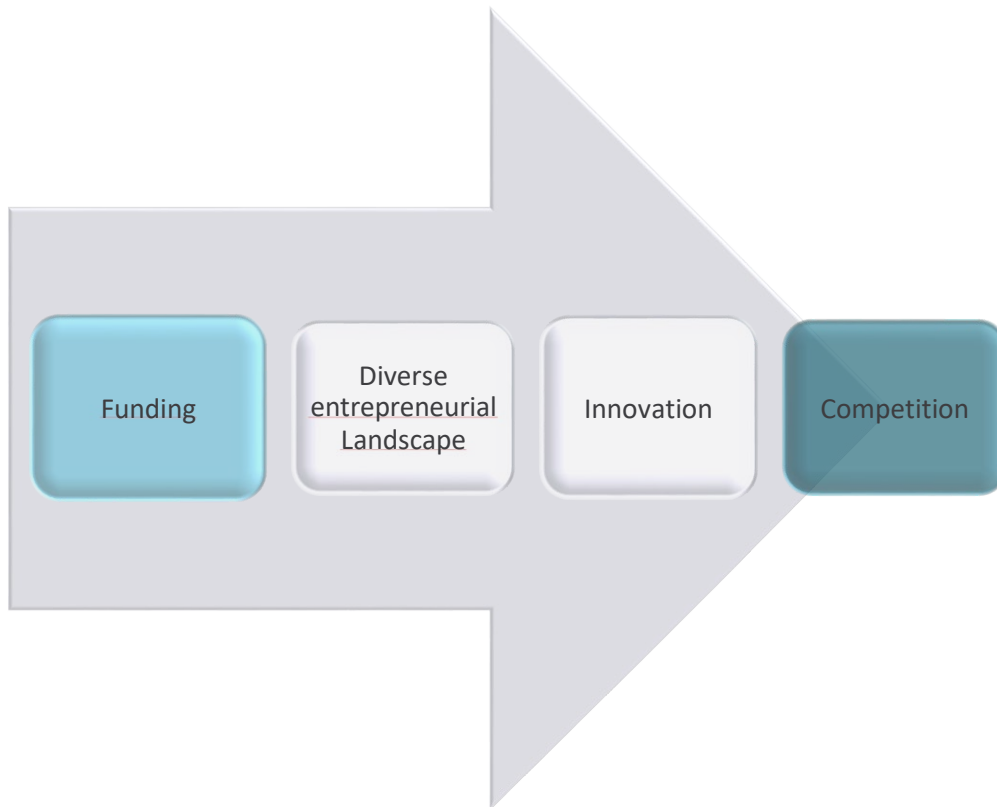 Funding
Diverse
entrepreneurial
Landscape
Innovation
Competition